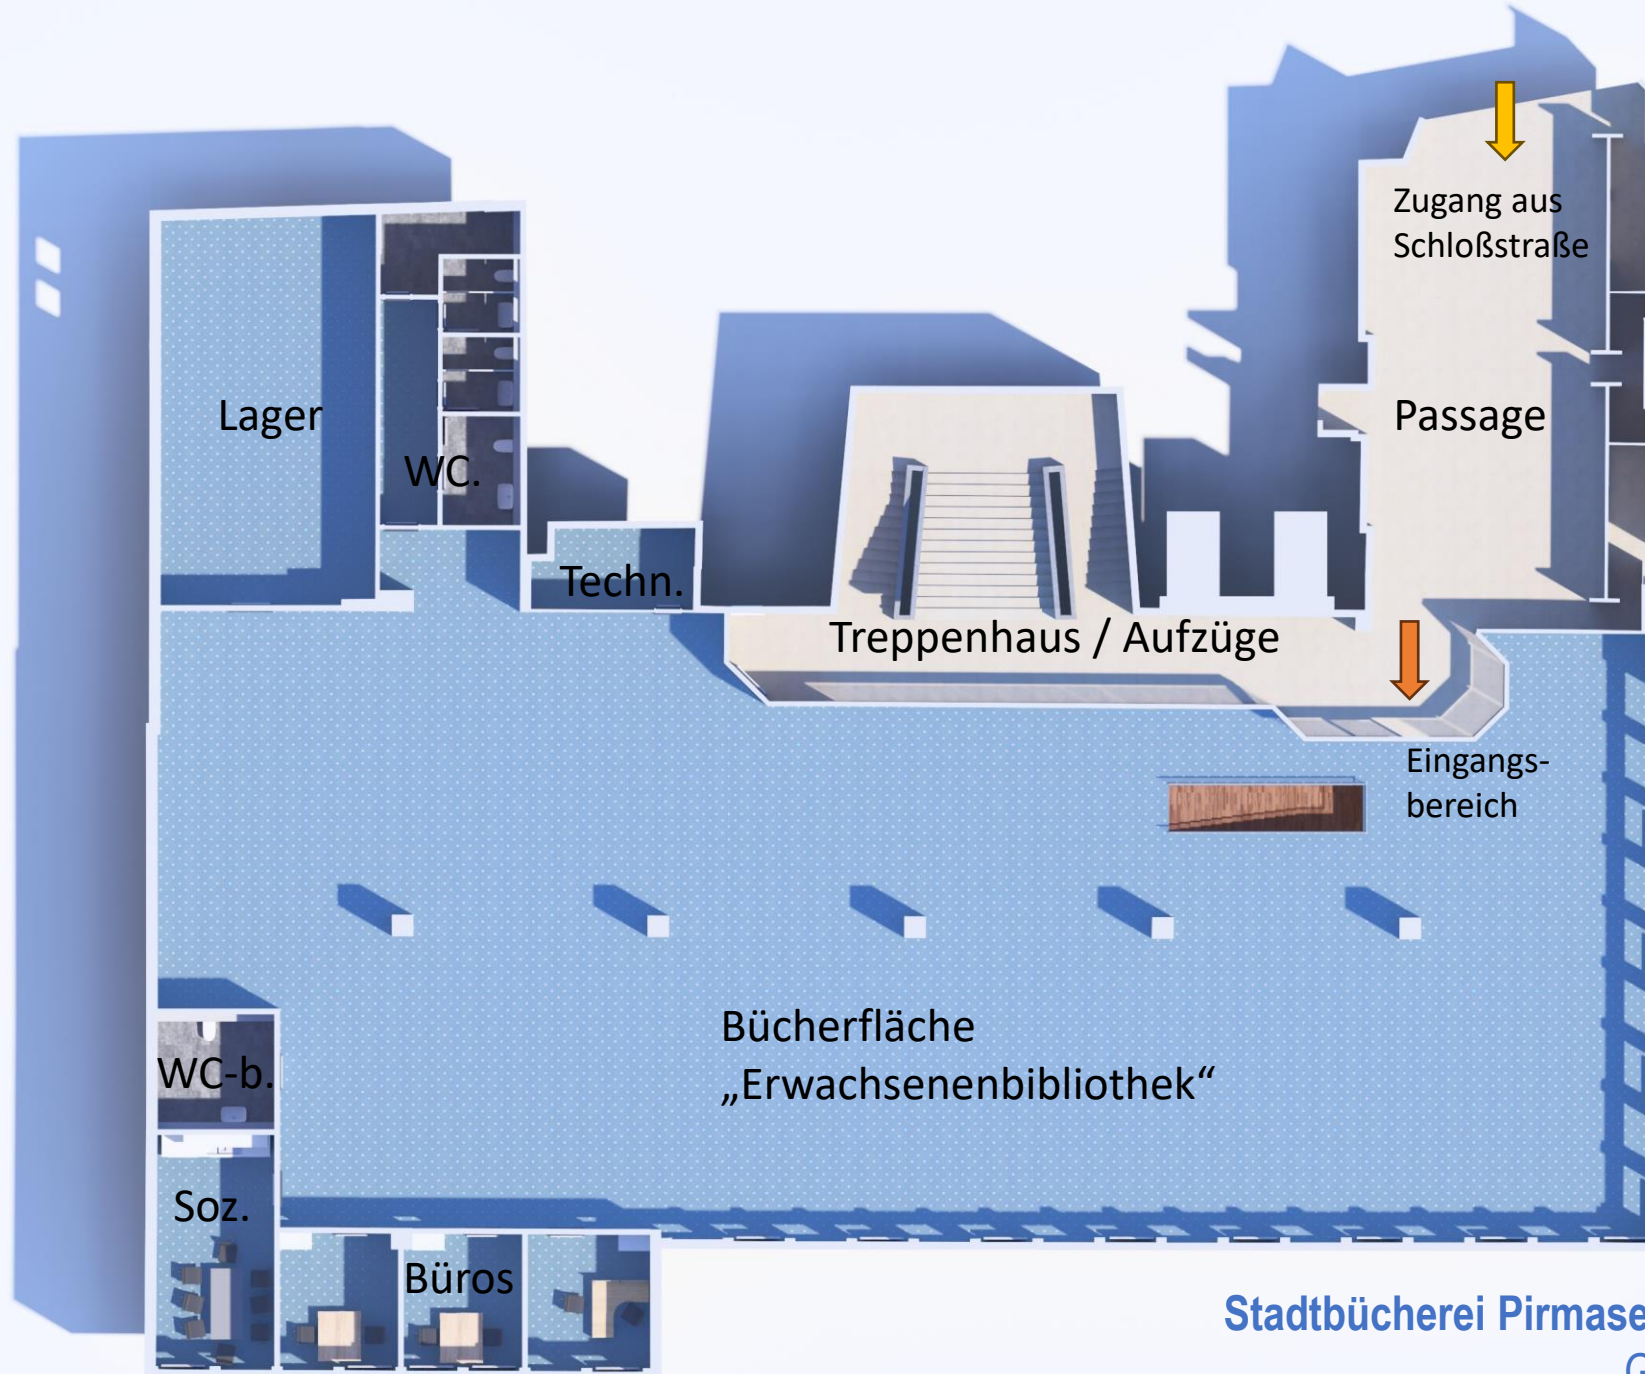 Zugang aus
Schloßstraße
Lager
Passage
WC.
Techn.
Treppenhaus / Aufzüge
Eingangs-
bereich
Bücherfläche
„Erwachsenenbibliothek“
WC-b.
Soz.
Büros
Stadtbücherei Pirmase
G